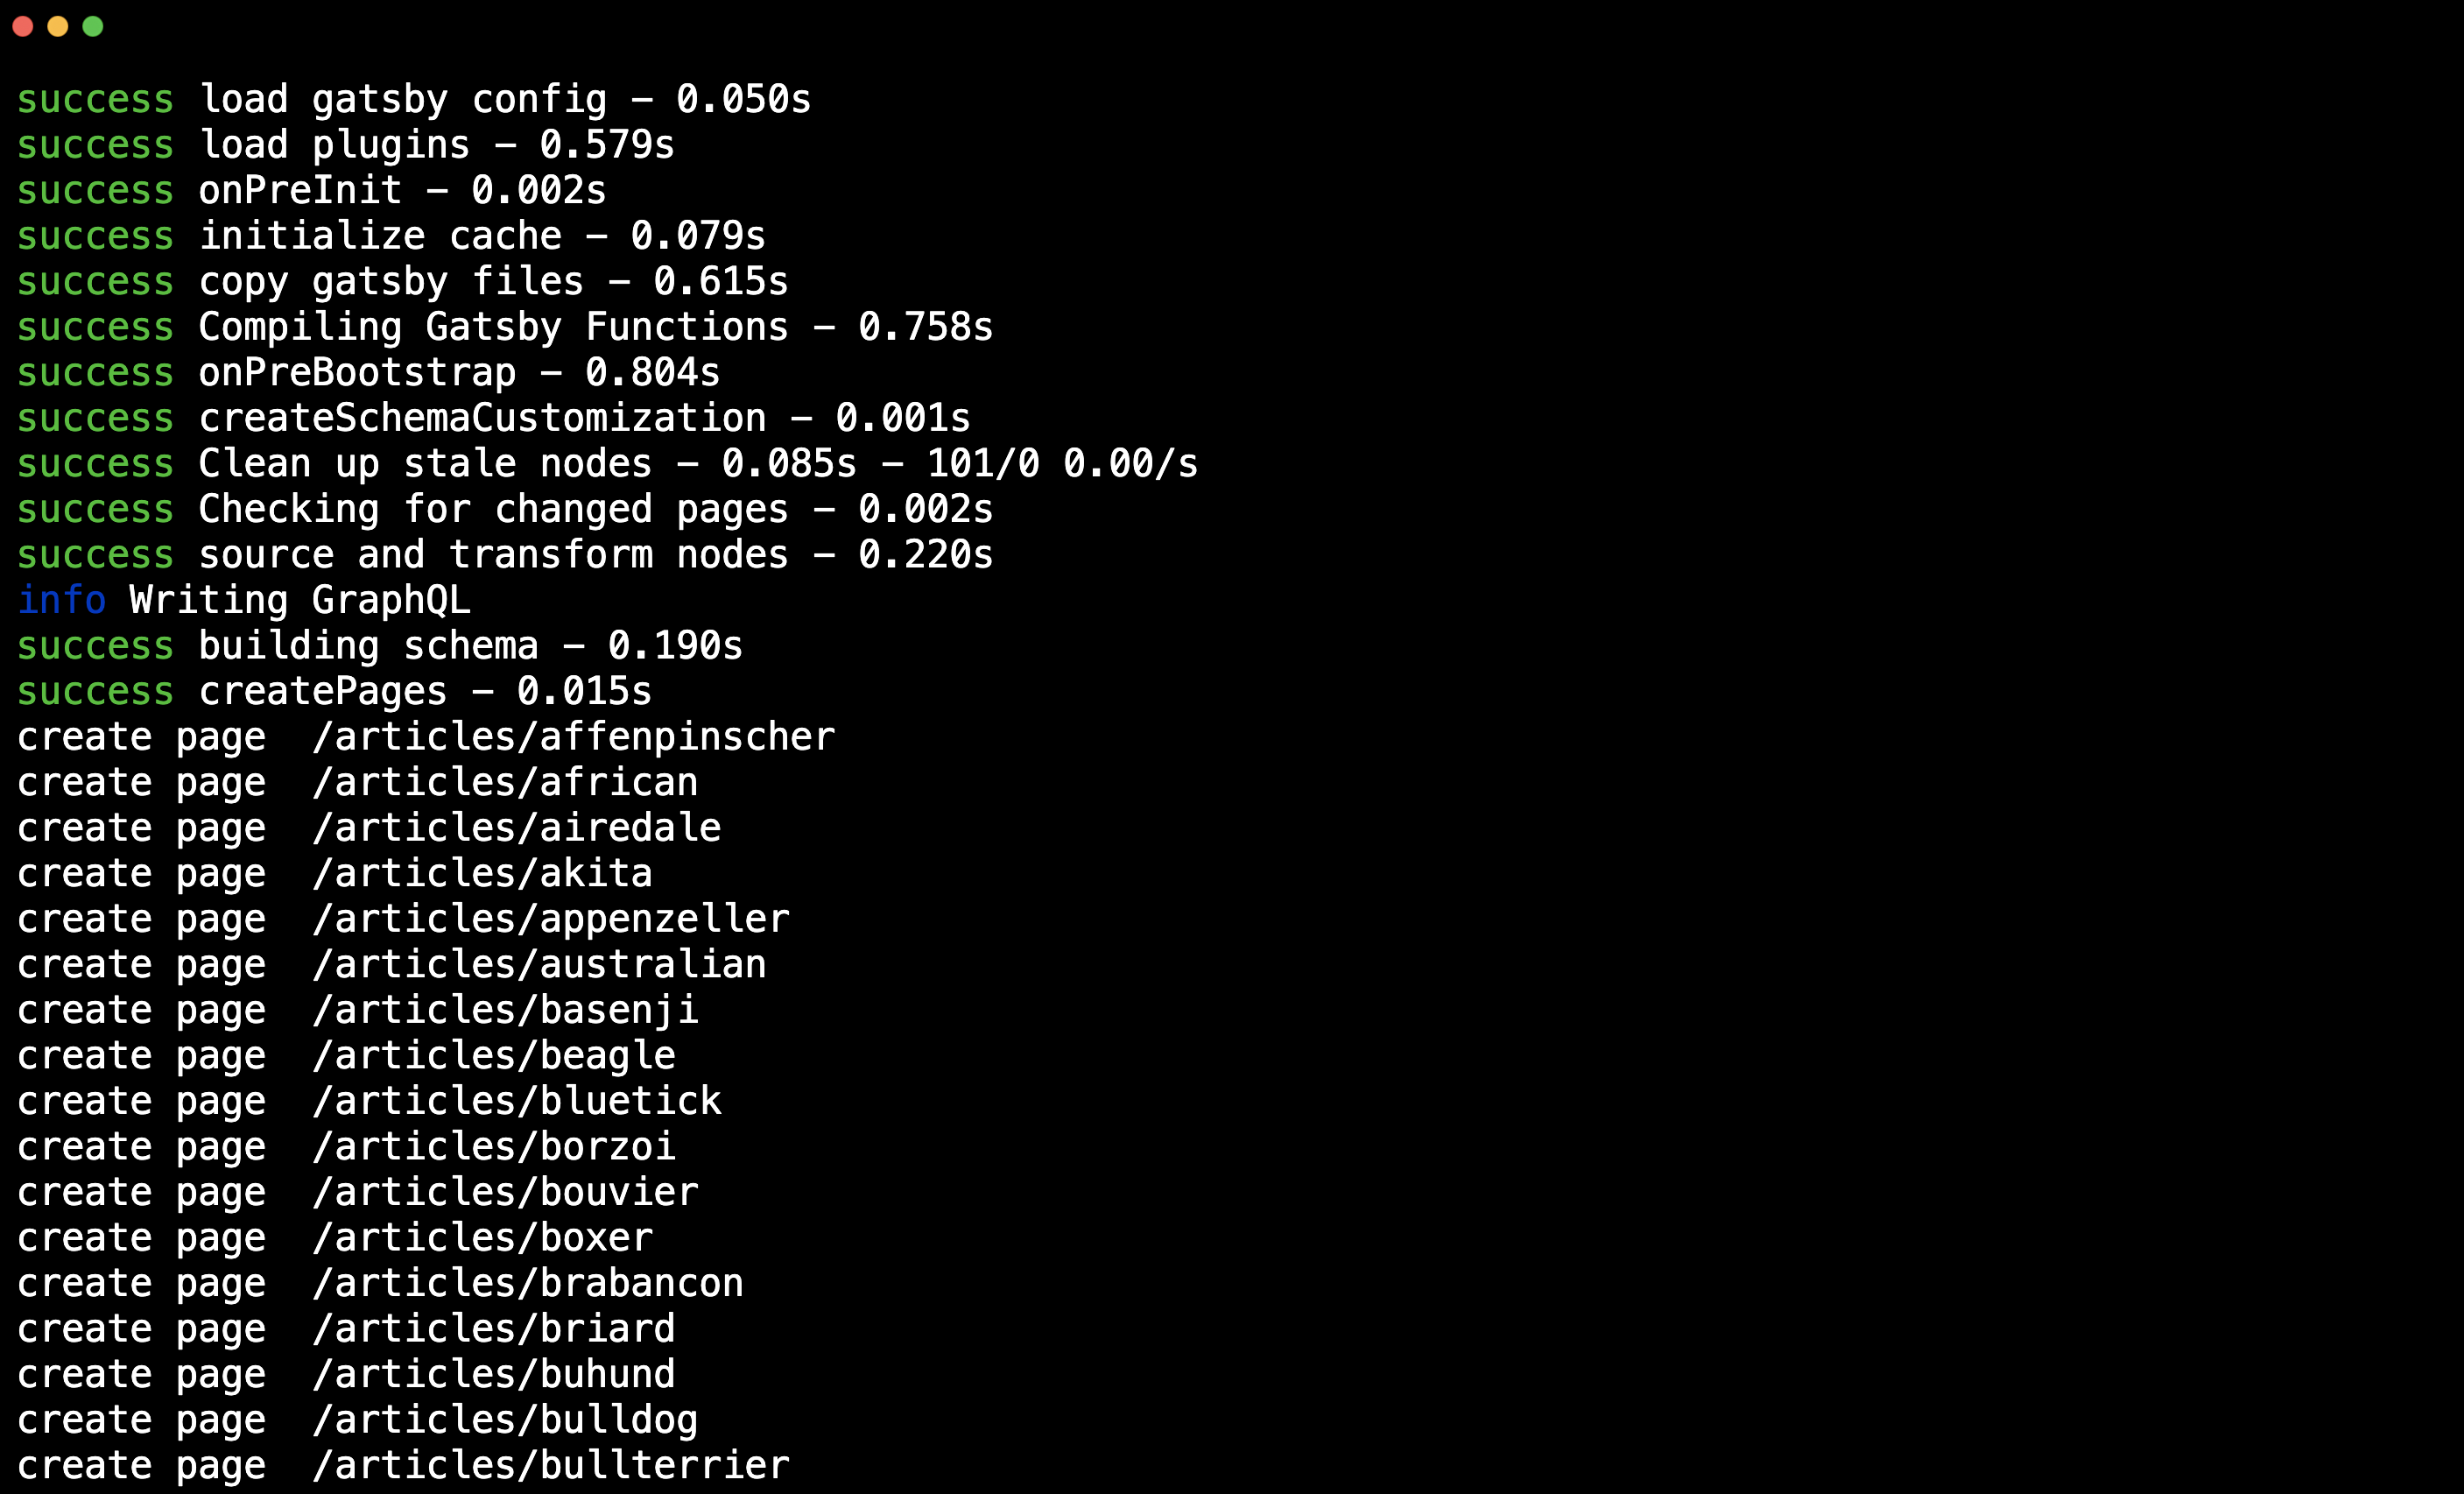 success load gatsby config – 0.050s
success load plugins – 0.579s
success onPreInit – 0.002s
success initialize cache – 0.079s
success copy gatsby files – 0.615s
success Compiling Gatsby Functions – 0.758s
success onPreBootstrap – 0.804s
success createSchemaCustomization – 0.001s
success Clean up stale nodes – 0.085s – 101/0 0.00/s
success Checking for changed pages – 0.002s
success source and transform nodes – 0.220s
info Writing GraphQL
success building schema – 0.190s
success createPages – 0.015s
create page  /articles/affenpinscher
create page  /articles/african
create page  /articles/airedale
create page  /articles/akita
create page  /articles/appenzeller
create page  /articles/australian
create page  /articles/basenji
create page  /articles/beagle
create page  /articles/bluetick
create page  /articles/borzoi
create page  /articles/bouvier
create page  /articles/boxer
create page  /articles/brabancon
create page  /articles/briard
create page  /articles/buhund
create page  /articles/bulldog
create page  /articles/bullterrier